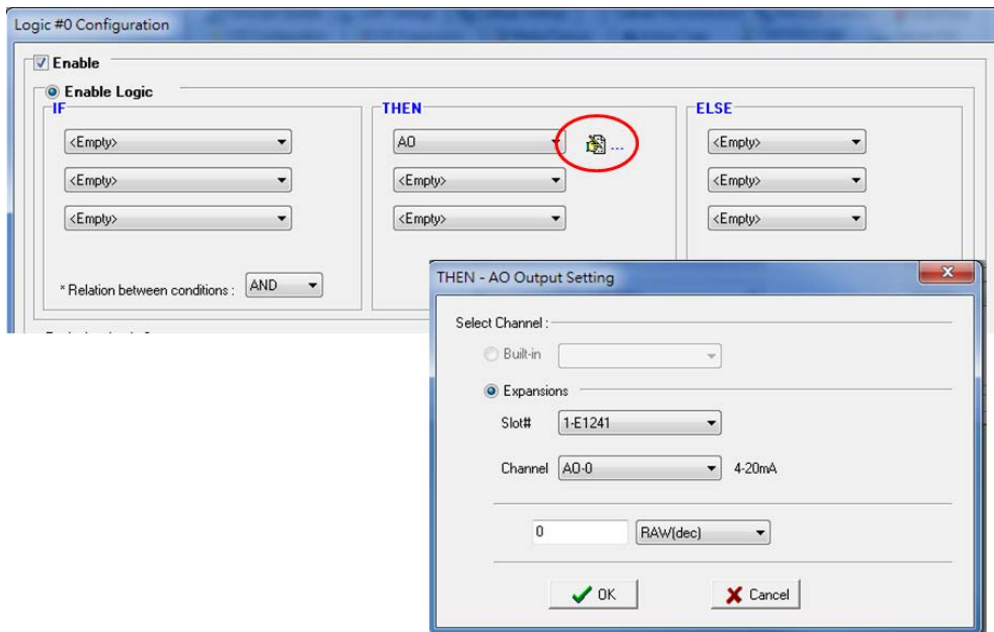 Logic #0 Configuration
Enable
Enable Logic
IF
<Empty>
<Empty>
<Empty>
* Relation between conditions : AND
THEN
AO
...
<Empty>
<Empty>
ELSE
<Empty>
<Empty>
<Empty>
THEN - AO Output Setting
Select Channel :
Built-in
Expansions
Slot# 1-E1241
Channel AO-0 4-20mA
0 RAW(dec)
OK Cancel